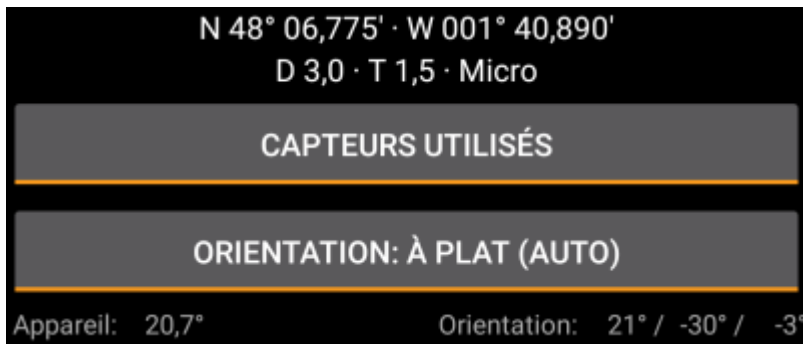 N 48° 06,775' · W 001° 40,890'
D 3,0 · T 1,5 · Micro
CAPTEURS UTILISÉS
ORIENTATION: À PLAT (AUTO)
Appareil: 20,7° Orientation: 21° / -30° / -3°